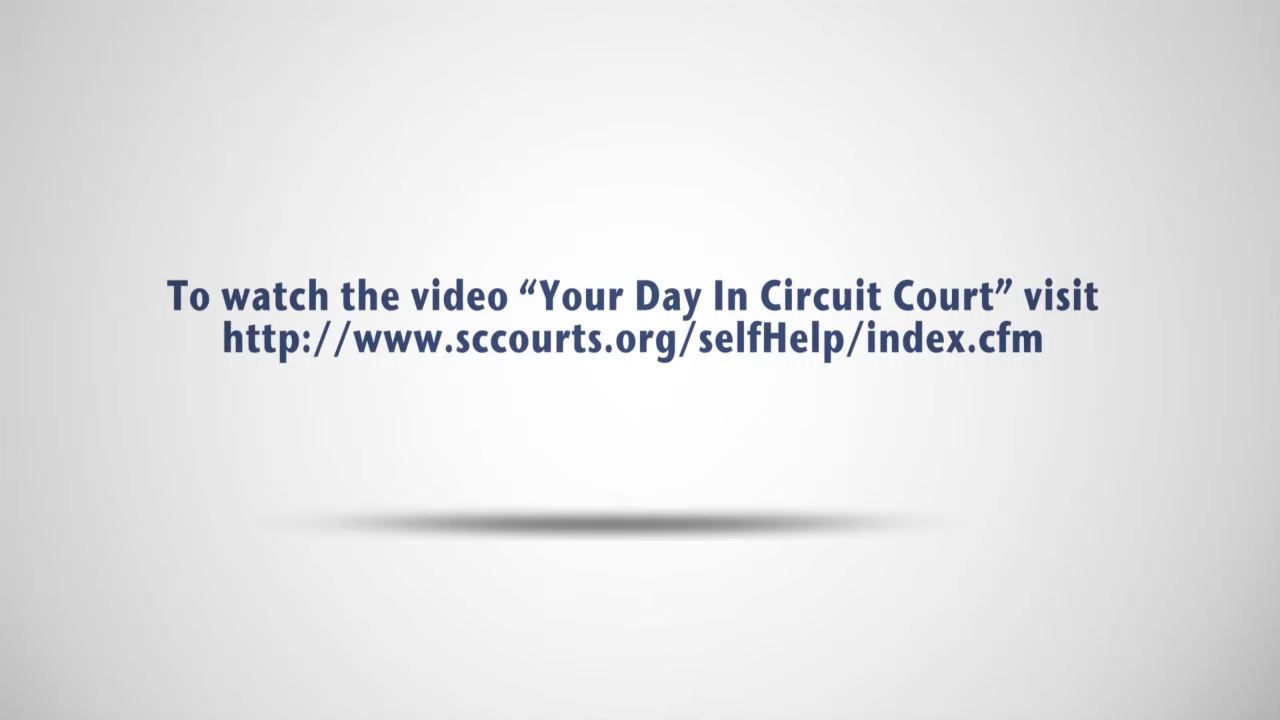 To watch the video “Your Day In Circuit Court” visit
http://www.sccourts.org/selfHelp/index.cfm